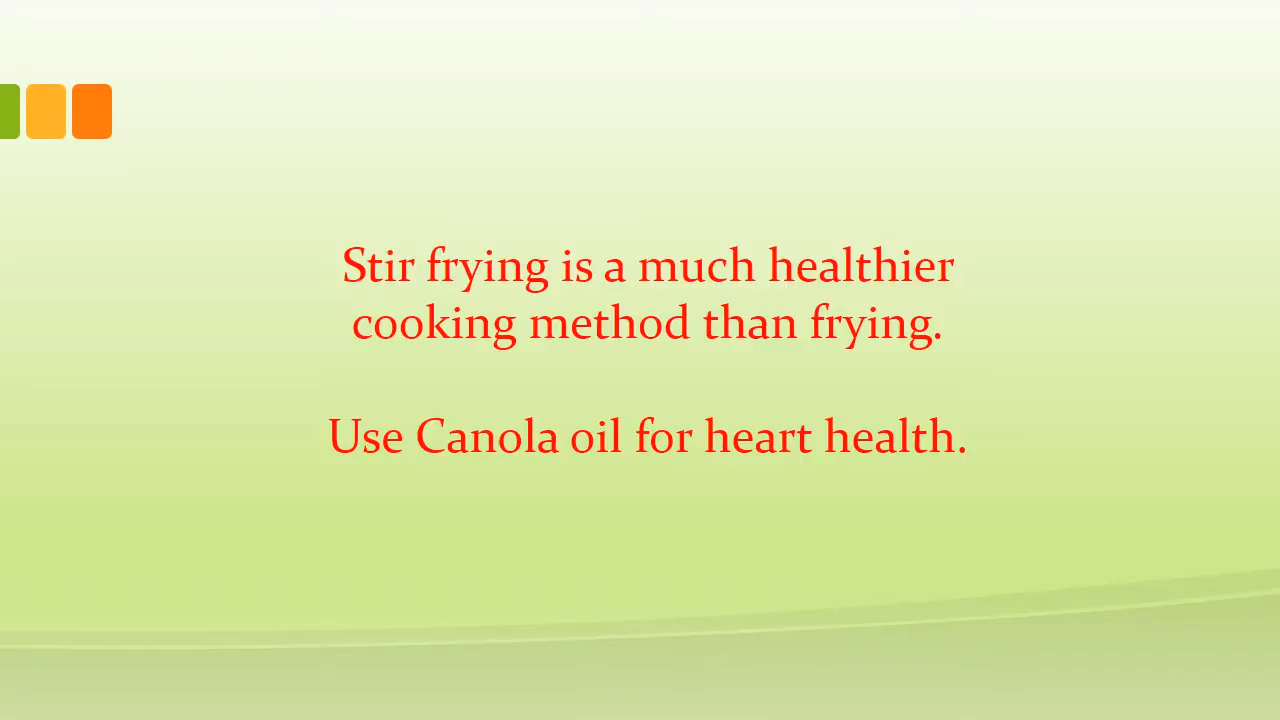 Stir frying is a much healthier
cooking method than frying.
Use Canola oil for heart health.